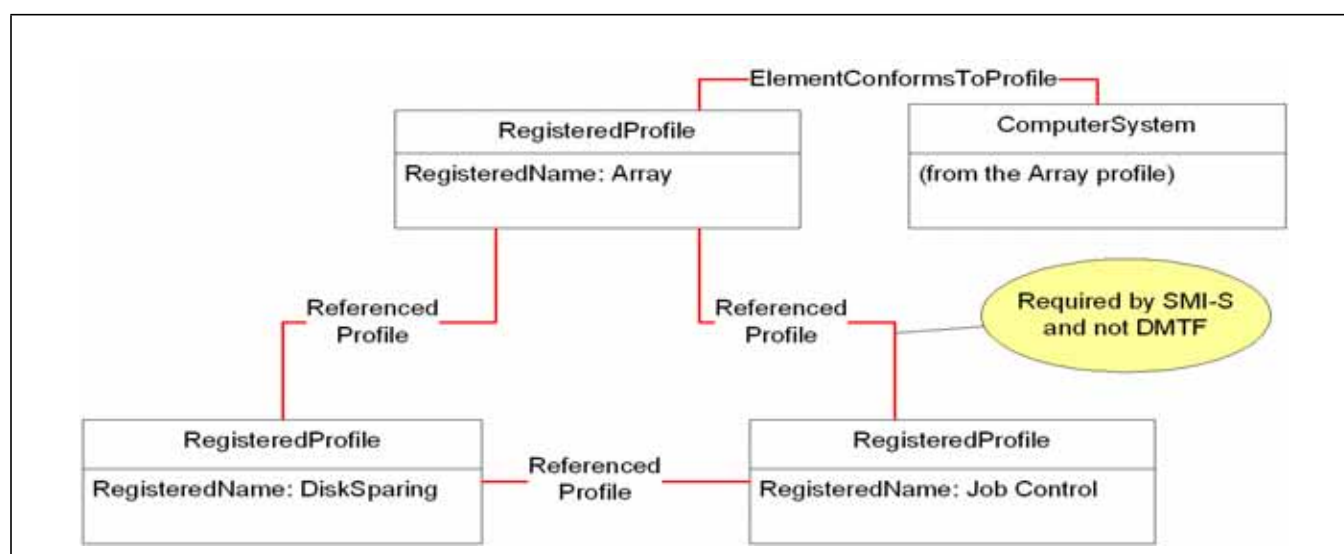 ElementConformsToProfile
RegisteredProfile
RegisteredName: Array
ComputerSystem
(from the Array profile)
Referenced
Profile
Referenced
Profile
Required by SMI-S
and not DMTF
RegisteredProfile
RegisteredName: DiskSparing
Referenced
Profile
RegisteredProfile
RegisteredName: Job Control